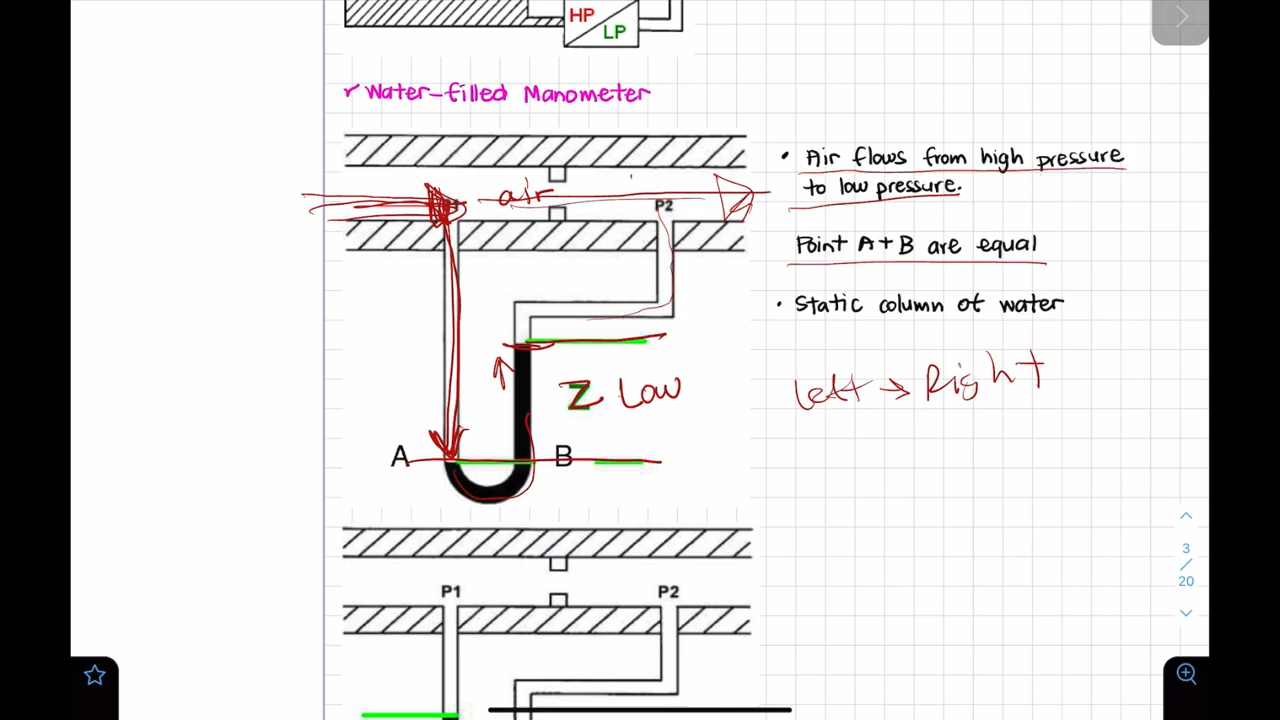 HP
LP
Water-filled Manometer
air
P2
• Air flows from high pressure
to low pressure.
Point A+B are equal
• Static column of water
Left → Right
Z Low
A
B
P1
P2
3
/
20